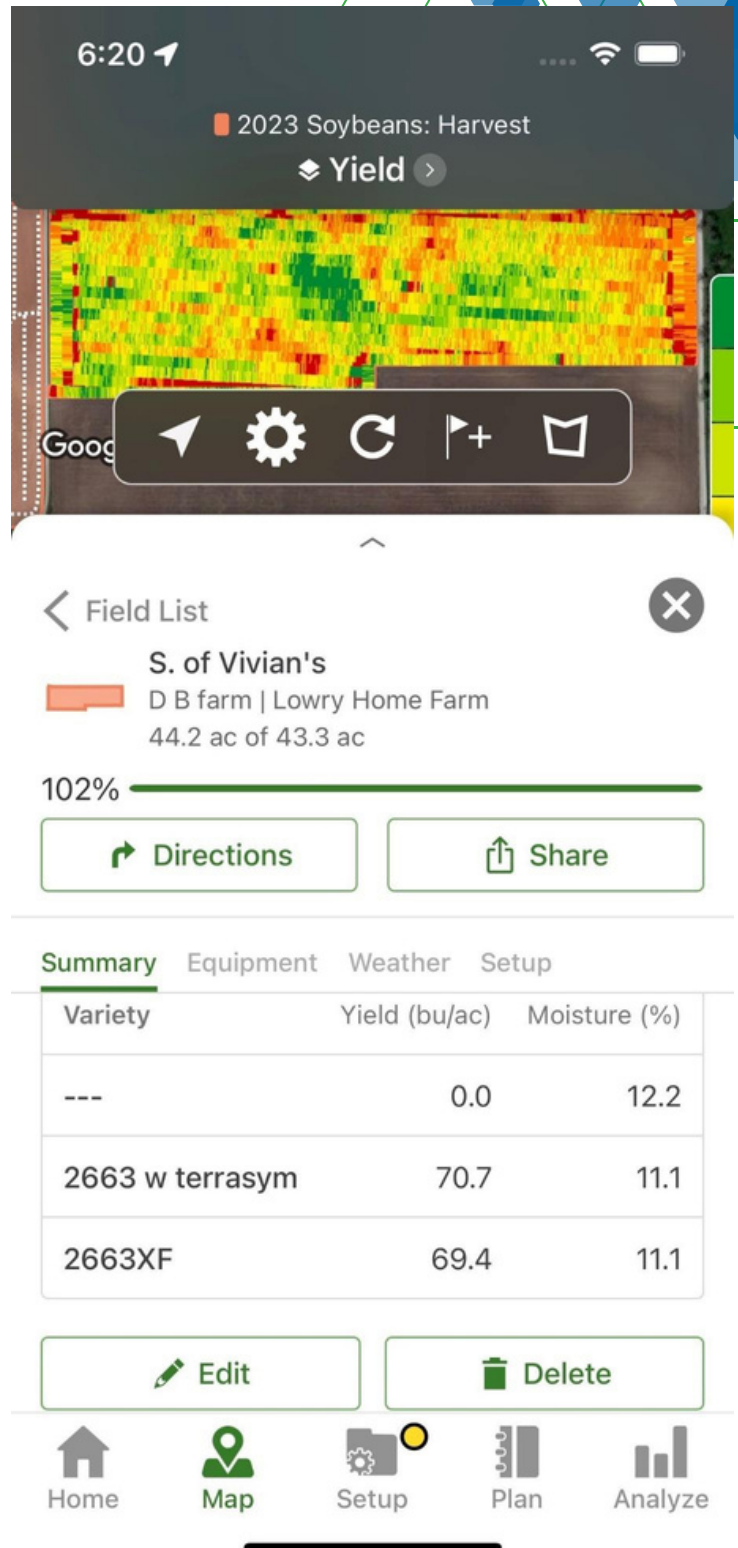 6:20
2023 Soybeans: Harvest
Yield
Goog
Field List
S. of Vivian's
D B farm | Lowry Home Farm
44.2 ac of 43.3 ac
102%
Directions
Share
Summary Equipment Weather Setup
Variety Yield (bu/ac) Moisture (%)
--- 0.0 12.2
2663 w terrasym 70.7 11.1
2663XF 69.4 11.1
Edit
Delete
Home Map Setup Plan Analyze